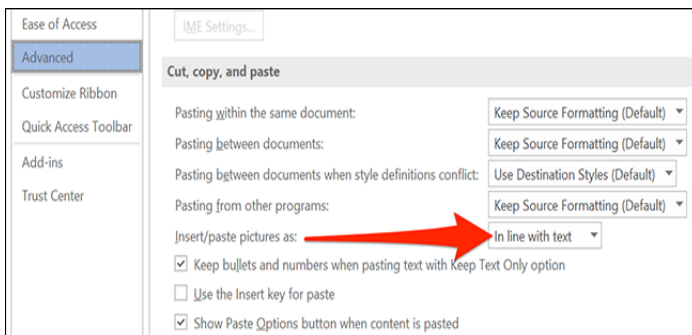 Ease of Access
Advanced
Customize Ribbon
Quick Access Toolbar
Add-ins
Trust Center
IME Settings...
Cut, copy, and paste
Pasting within the same document: Keep Source Formatting (Default)
Pasting between documents: Keep Source Formatting (Default)
Pasting between documents when style definitions conflict: Use Destination Styles (Default)
Pasting from other programs: Keep Source Formatting (Default)
Insert/paste pictures as: In line with text
Keep bullets and numbers when pasting text with Keep Text Only option
Use the Insert key for paste
Show Paste Options button when content is pasted